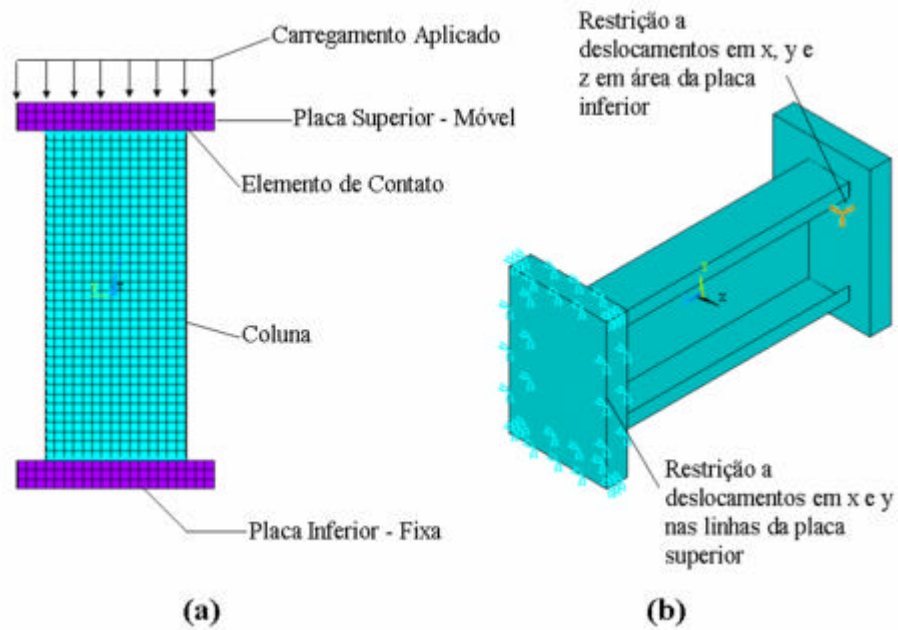 Carregamento Aplicado
Placa Superior - Móvel
Elemento de Contato
Coluna
Placa Inferior - Fixa
(a)
Restrição a
deslocamentos em x, y e
z em área da placa
inferior
Restrição a
deslocamentos em x e y
nas linhas da placa
superior
(b)